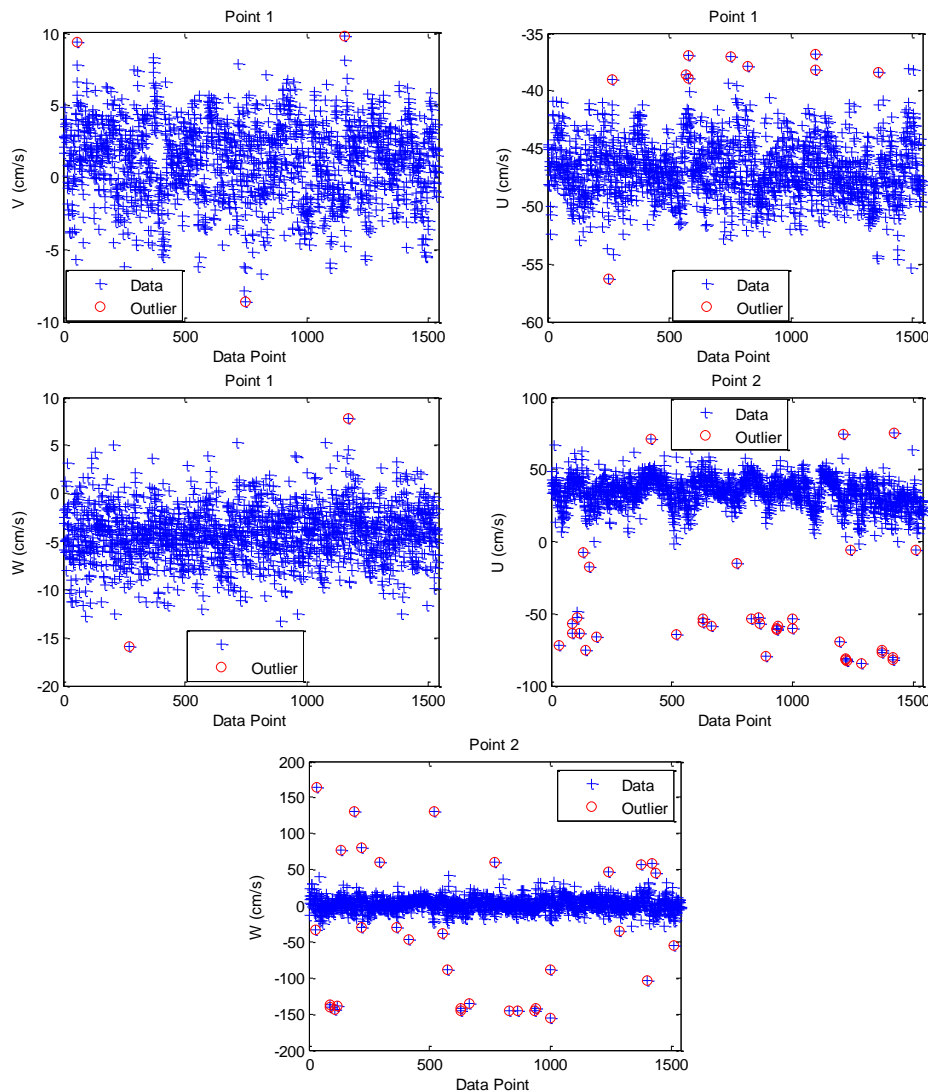 Point 1
10
5
0
-5
-10
V (cm/s)
Data
Outlier
0 500 1000 1500
Data Point
Point 1
-35
-40
-45
-50
-55
-60
U (cm/s)
Data
Outlier
0 500 1000 1500
Data Point
Point 1
10
5
0
-5
-10
-15
-20
W (cm/s)
Outlier
0 500 1000 1500
Data Point
Point 2
100
50
0
-50
-100
U (cm/s)
Data
Outlier
0 500 1000 1500
Data Point
Point 2
200
150
100
50
0
-50
-100
-150
-200
W (cm/s)
Data
Outlier
0 500 1000 1500
Data Point